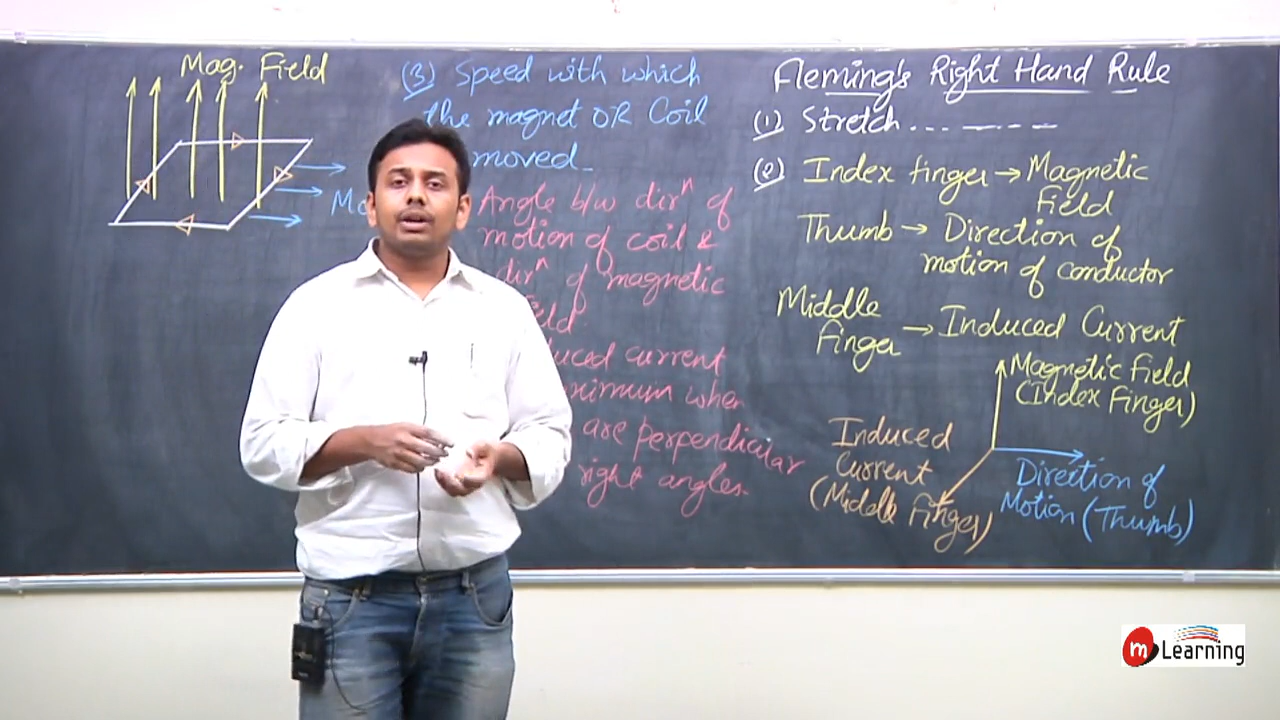 Mag. Field
(3) Speed with which
the magnet OR Coil
moved
Angle b/w dirⁿ of
motion of coil &
dirⁿ of magnetic
Induced current
when
are perpendicular
right angles.
Fleming's Right Hand Rule
(1) Stretch... ----
(2) Index finger → Magnetic
Field
Thumb → Direction of
motion of conductor
Middle
Finger → Induced Current
Magnetic Field
(Index Finger)
Induced
Current
(Middle Finger)
Direction of
Motion (Thumb)
m Learning